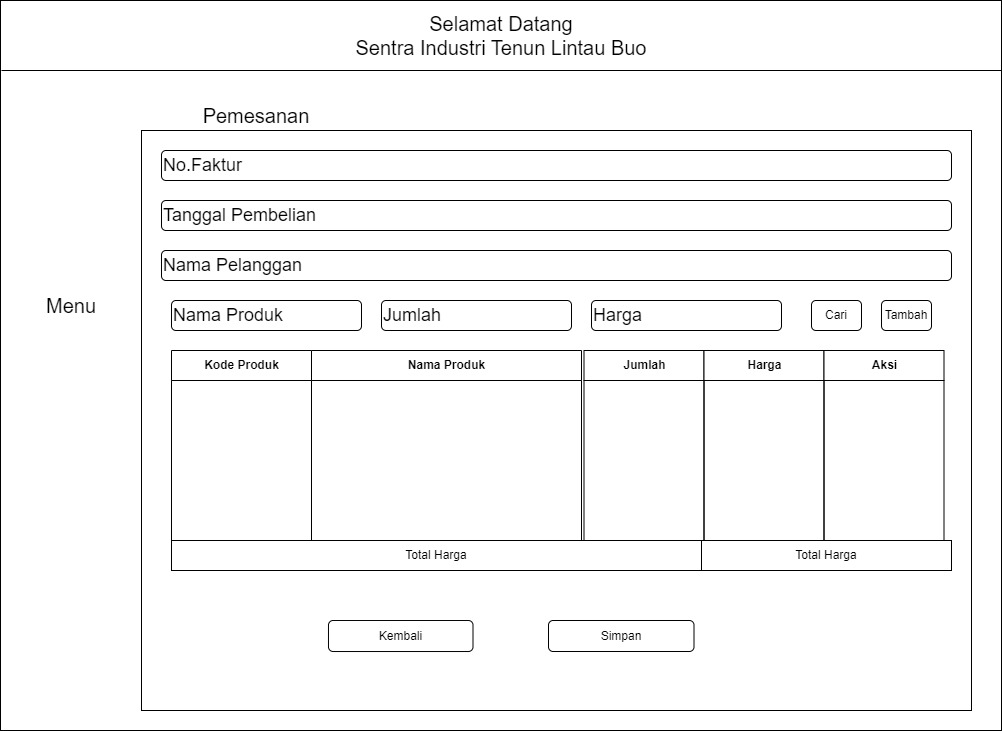 Selamat Datang
Sentra Industri Tenun Lintau Buo
Pemesanan
No.Faktur
Tanggal Pembelian
Nama Pelanggan
Menu
Nama Produk Jumlah Harga Cari Tambah
Kode Produk Nama Produk Jumlah Harga Aksi
Total Harga Total Harga
Kembali Simpan